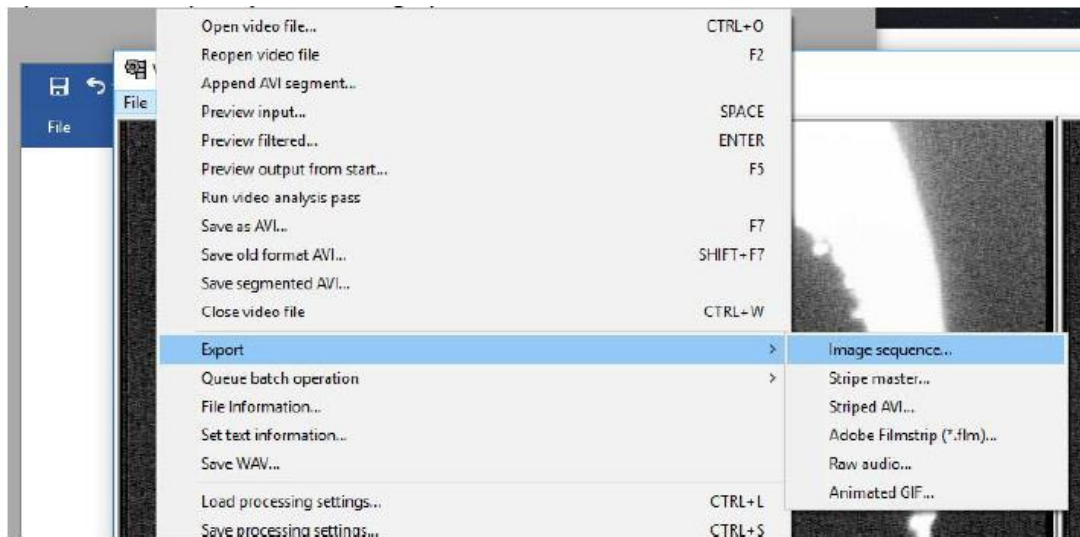 Open video file... CTRL+O
Reopen video file F2
Append AVI segment...
File
Preview input... SPACE
File
Preview filtered... ENTER
Preview output from start... F5
Run video analysis pass
Save as AVI... F7
Save old format AVI... SHIFT+F7
Save segmented AVI...
Close video file CTRL+W
Export > Image sequence...
Queue batch operation > Stripe master...
File Information... Striped AVI...
Set text information... Adobe Filmstrip (*.flm)...
Save WAV... Raw audio...
Animated GIF...
Load processing settings... CTRL+L
Save processing settings... CTRL+S